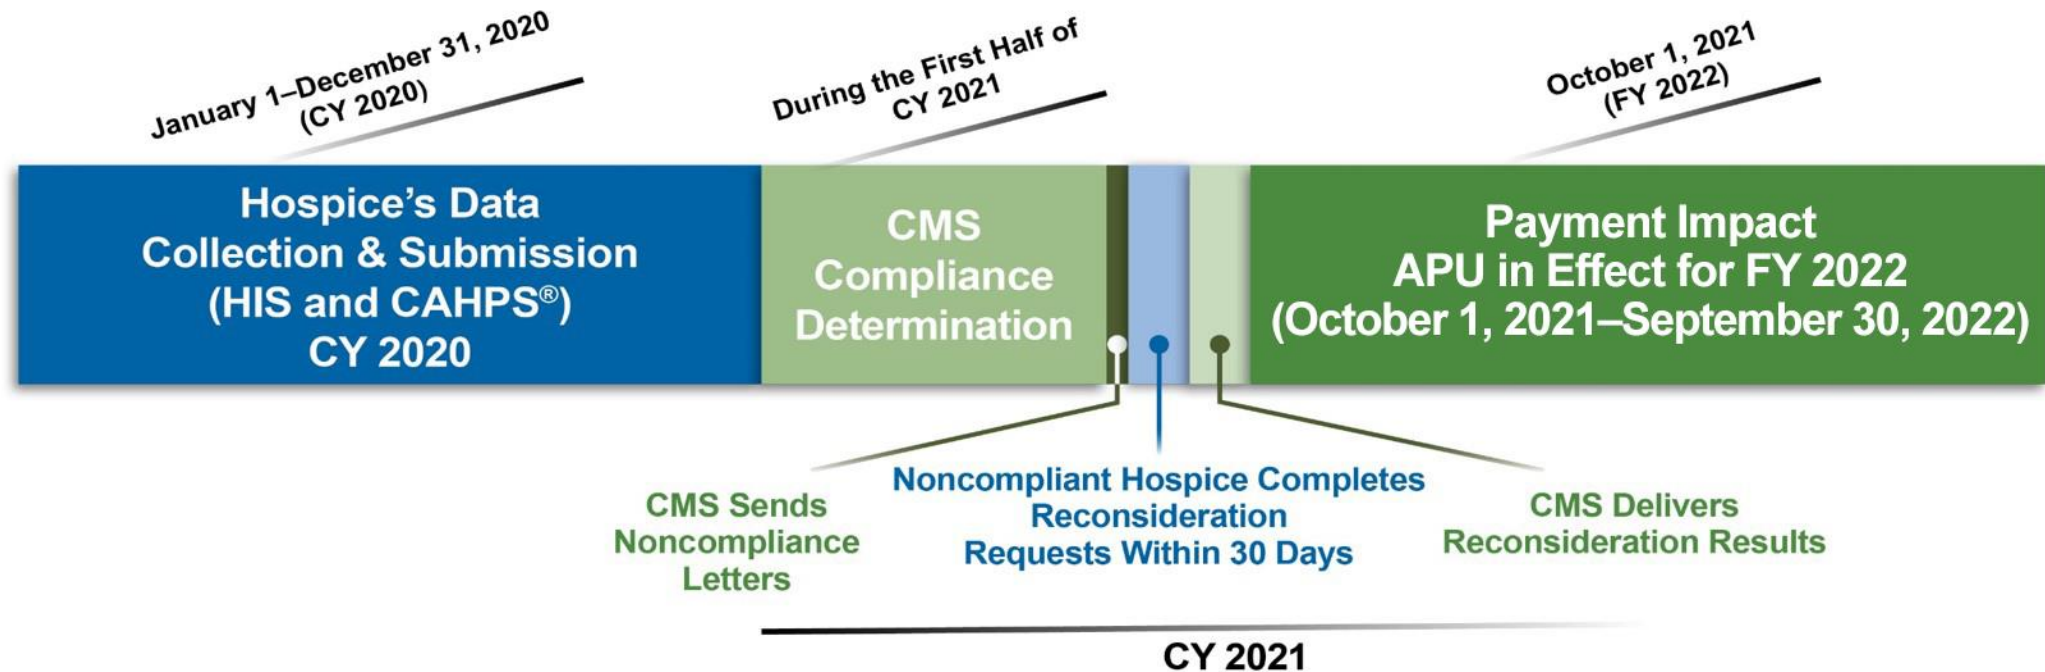 January 1–December 31, 2020
(CY 2020)
During the First Half of
CY 2021
October 1, 2021
(FY 2022)
Hospice’s Data
Collection & Submission
(HIS and CAHPS®)
CY 2020
CMS
Compliance
Determination
Payment Impact
APU in Effect for FY 2022
(October 1, 2021–September 30, 2022)
CMS Sends
Noncompliance
Letters
Noncompliant Hospice Completes
Reconsideration
Requests Within 30 Days
CMS Delivers
Reconsideration Results
CY 2021